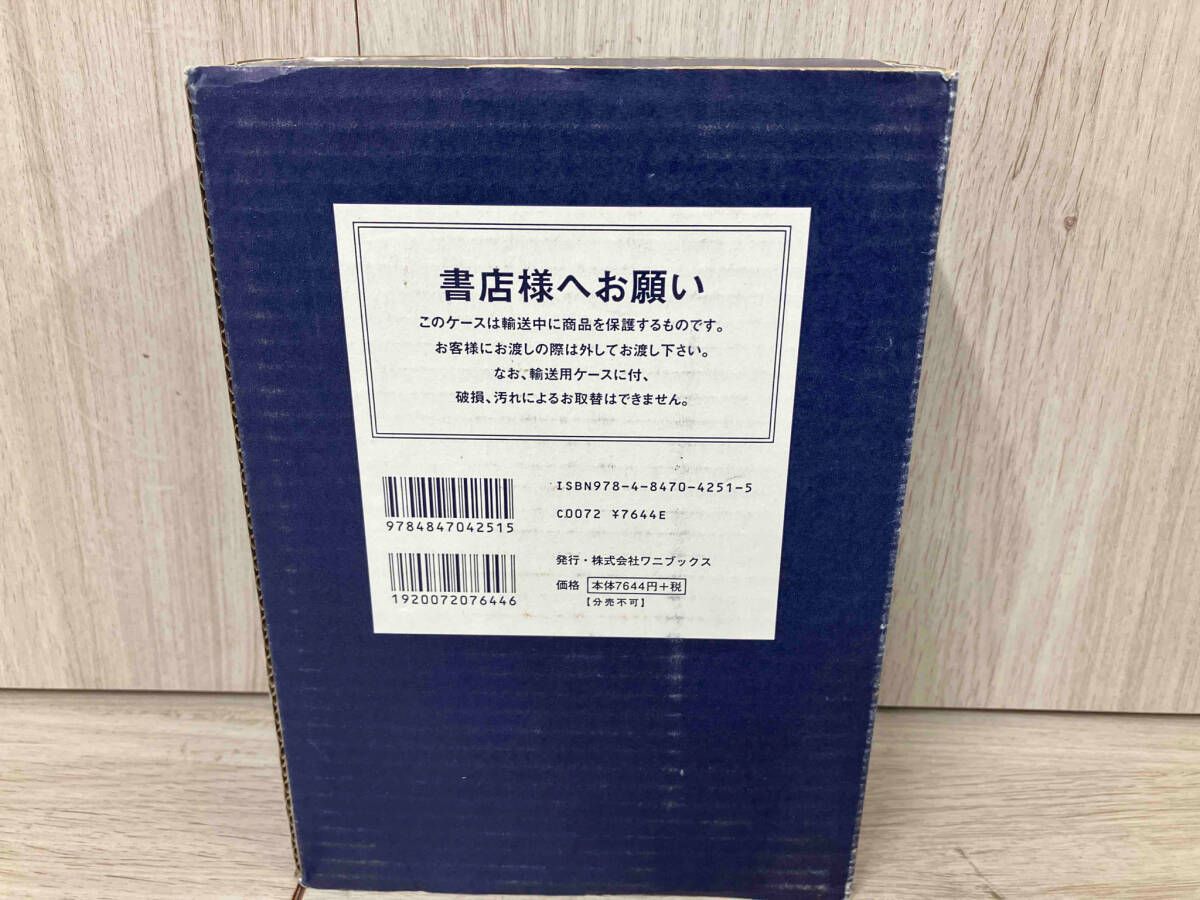 書店様へお願い
このケースは輸送中に商品を保護するものです。
お客様にお渡しの際は外してお渡し下さい。
なお、輸送用ケースに付、
破損、汚れによるお取替はできません。
9784847042515
ISBN978-4-8470-4251-5
C0072 ¥7644E
1920072076446
発行・株式会社ワニブックス
価格 本体7644円+税
【分売不可】